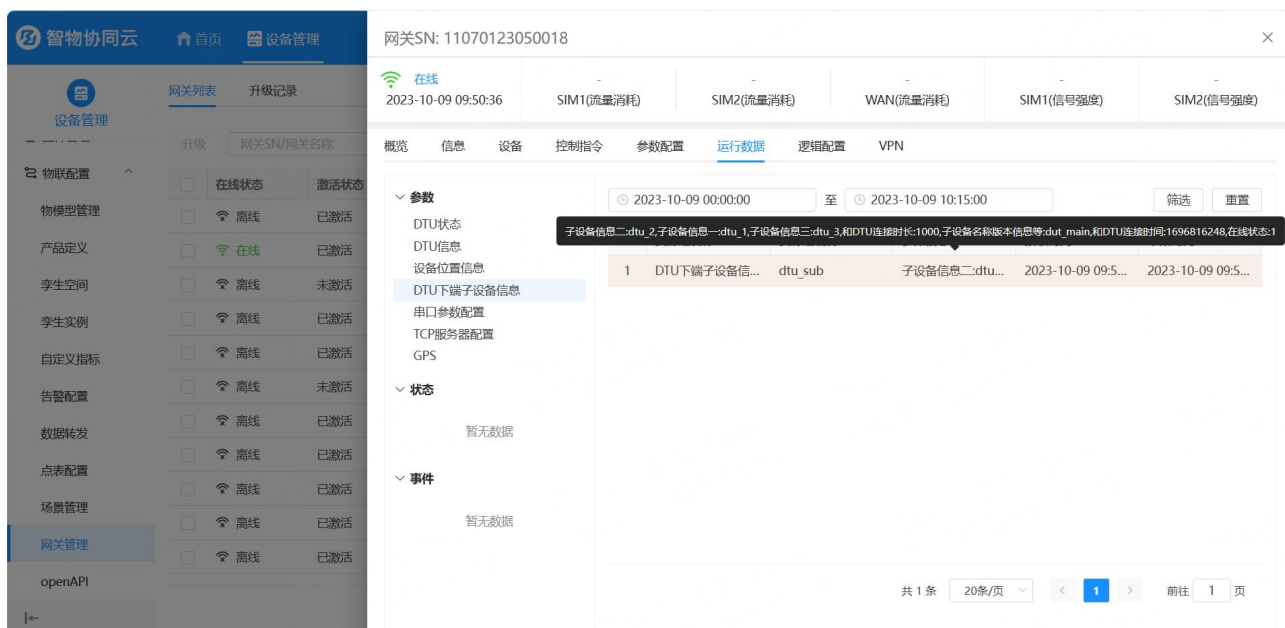 智物协同云
首页
设备管理
设备管理
物联配置
物模型管理
产品定义
孪生空间
孪生实例
自定义指标
告警配置
数据转发
点表配置
场景管理
网关管理
openAPI
网关列表 升级记录
升级 网关SN/网关名称
在线状态 激活状态
离线 已激活
在线 已激活
离线 未激活
离线 已激活
离线 已激活
离线 未激活
离线 已激活
离线 已激活
离线 已激活
离线 已激活
离线 已激活
网关SN: 11070123050018
在线
2023-10-09 09:50:36
- - - - -
SIM1(流量消耗) SIM2(流量消耗) WAN(流量消耗) SIM1(信号强度) SIM2(信号强度)
概览 信息 设备 控制指令 参数配置 运行数据 逻辑配置 VPN
参数
DTU状态
DTU信息
设备位置信息
DTU下端子设备信息
串口参数配置
TCP服务器配置
GPS
状态
暂无数据
事件
暂无数据
2023-10-09 00:00:00 至 2023-10-09 10:15:00 筛选 重置
子设备信息二:dtu_2,子设备信息一:dtu_1,子设备信息三:dtu_3,和DTU连接时长:1000,子设备名称版本信息等:dut_main,和DTU连接时间:1696816248,在线状态:1
1 DTU下端子设备信... dtu_sub 子设备信息二:dtu... 2023-10-09 09:5... 2023-10-09 09:5...
共 1 条 20条/页 1 前往 1 页